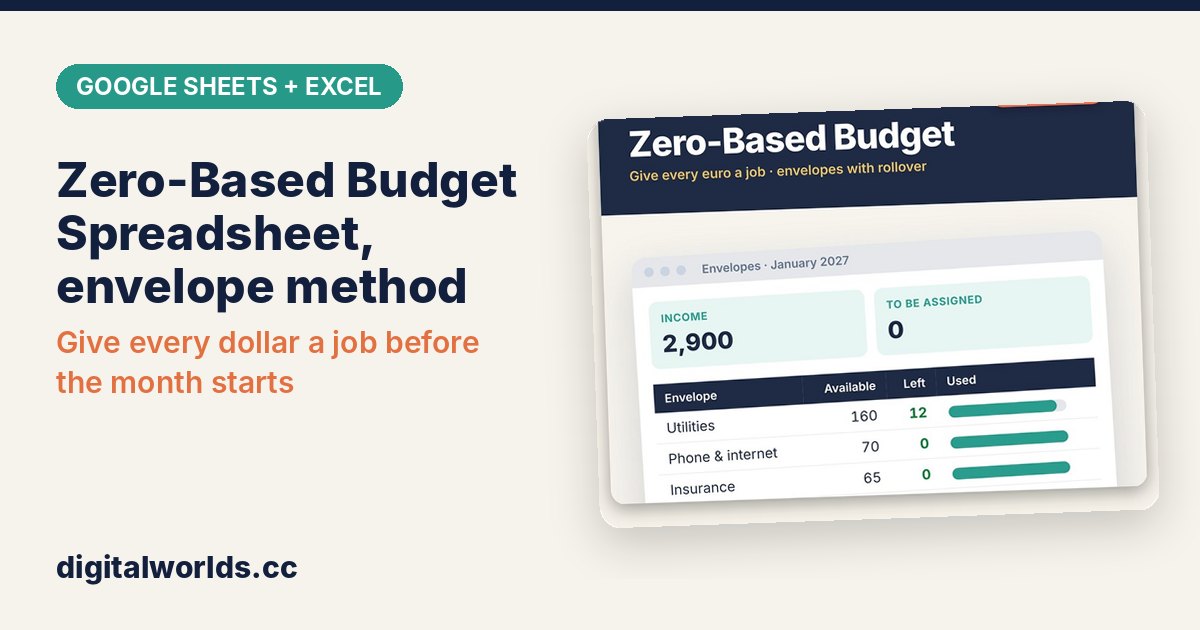 GOOGLE SHEETS + EXCEL
Zero-Based Budget
Spreadsheet,
envelope method
Give every dollar a job before
the month starts
digitalworlds.cc
Zero-Based Budget
Give every euro a job · envelopes with rollover
Envelopes · January 2027
INCOME
2,900
TO BE ASSIGNED
0
Envelope Available Left Used
Utilities 160 12
Phone & internet 70 0
Insurance 65 0